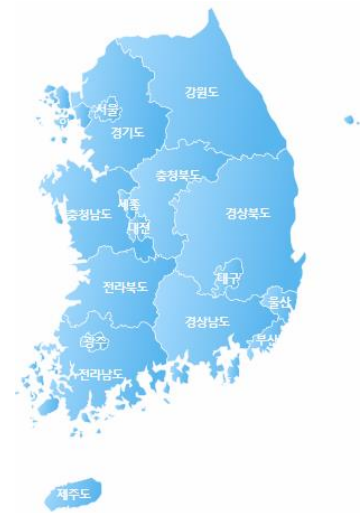 강원도
서울
경기도
충청북도
세종
충청남도
경상북도
대전
대구
전라북도
울산
경상남도
부산
광주
전라남도
제주도